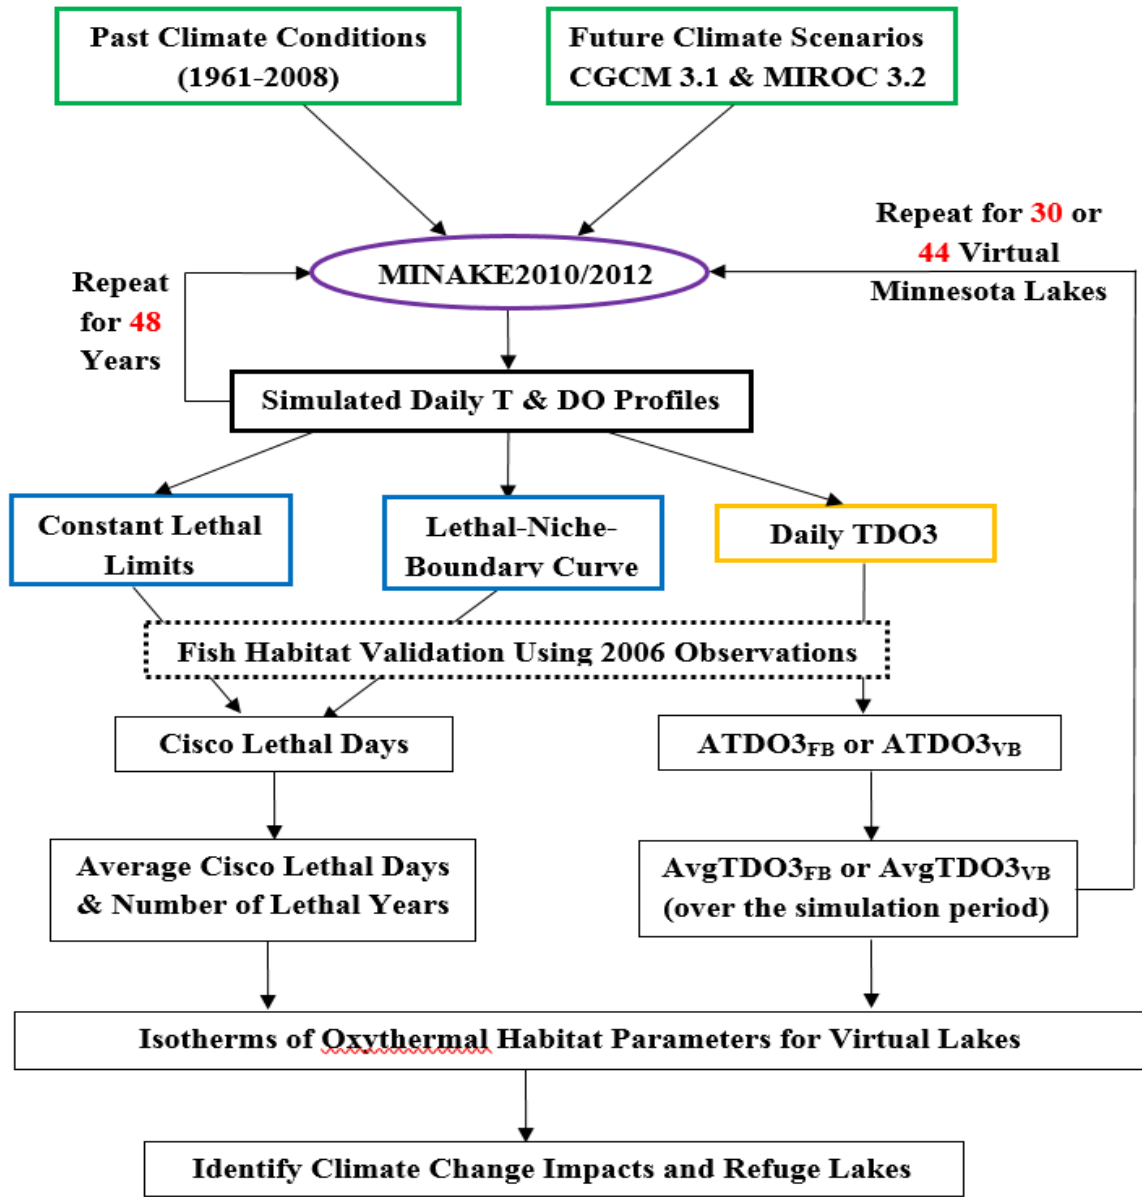 Past Climate Conditions
(1961-2008)
Future Climate Scenarios
CGCM 3.1 & MIROC 3.2
Repeat for 30 or
44 Virtual
Minnesota Lakes
MINAKE2010/2012
Repeat
for 48
Years
Simulated Daily T & DO Profiles
Constant Lethal
Limits
Lethal-Niche-
Boundary Curve
Daily TDO3
Fish Habitat Validation Using 2006 Observations
Cisco Lethal Days
ATDO3FB or ATDO3VB
Average Cisco Lethal Days
& Number of Lethal Years
AvgTDO3FB or AvgTDO3VB
(over the simulation period)
Isotherms of Oxythermal Habitat Parameters for Virtual Lakes
Identify Climate Change Impacts and Refuge Lakes